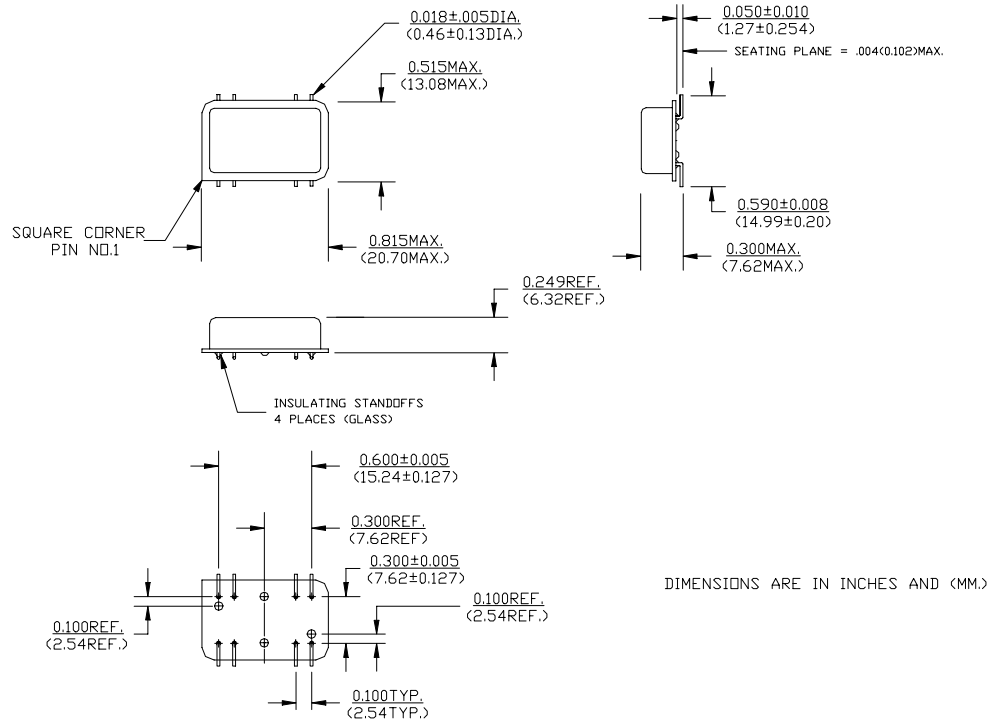 0.018±.005DIA.
(0.46±0.13DIA.)
0.515MAX.
(13.08MAX.)
SQUARE CORNER
PIN NO.1
0.815MAX.
(20.70MAX.)
0.050±0.010
(1.27±0.254)
SEATING PLANE = .004(0.102)MAX.
0.590±0.008
(14.99±0.20)
0.300MAX.
(7.62MAX.)
0.249REF.
(6.32REF.)
INSULATING STANDOFFS
4 PLACES (GLASS)
0.600±0.005
(15.24±0.127)
0.300REF.
(7.62REF)
0.300±0.005
(7.62±0.127)
0.100REF.
(2.54REF.)
0.100REF.
(2.54REF.)
0.100TYP.
(2.54TYP.)
DIMENSIONS ARE IN INCHES AND (MM.)